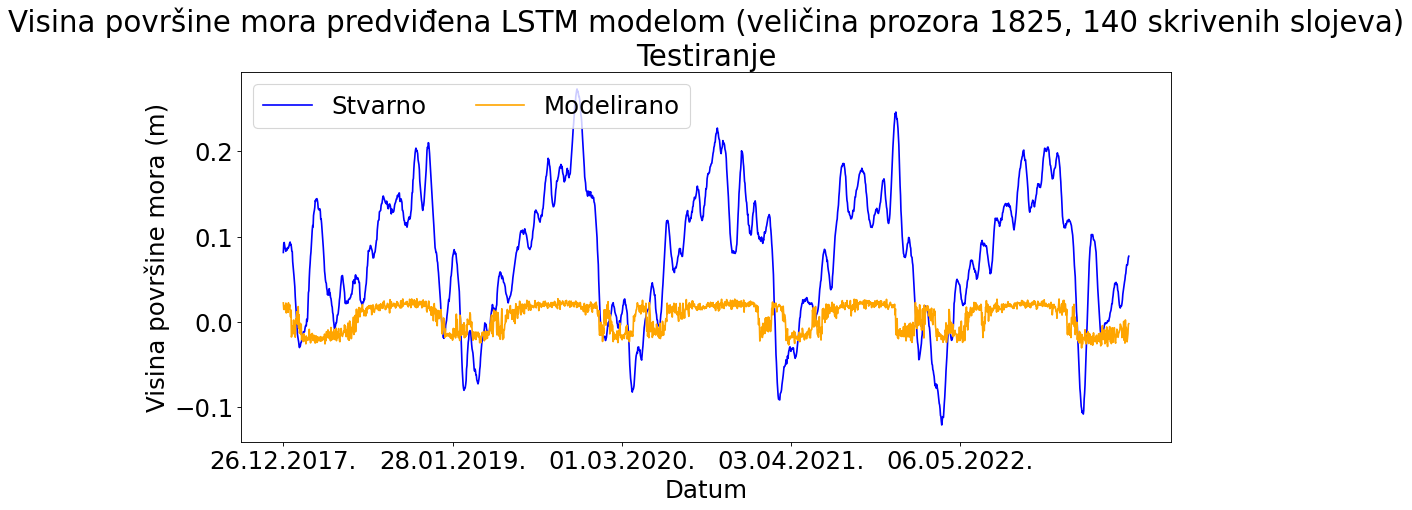 Visina površine mora predviđena LSTM modelom (veličina prozora 1825, 140 skrivenih slojeva)
Testiranje
Stvarno Modelirano
Visina površine mora (m)
0.2
0.1
0.0
−0.1
26.12.2017. 28.01.2019. 01.03.2020. 03.04.2021. 06.05.2022.
Datum